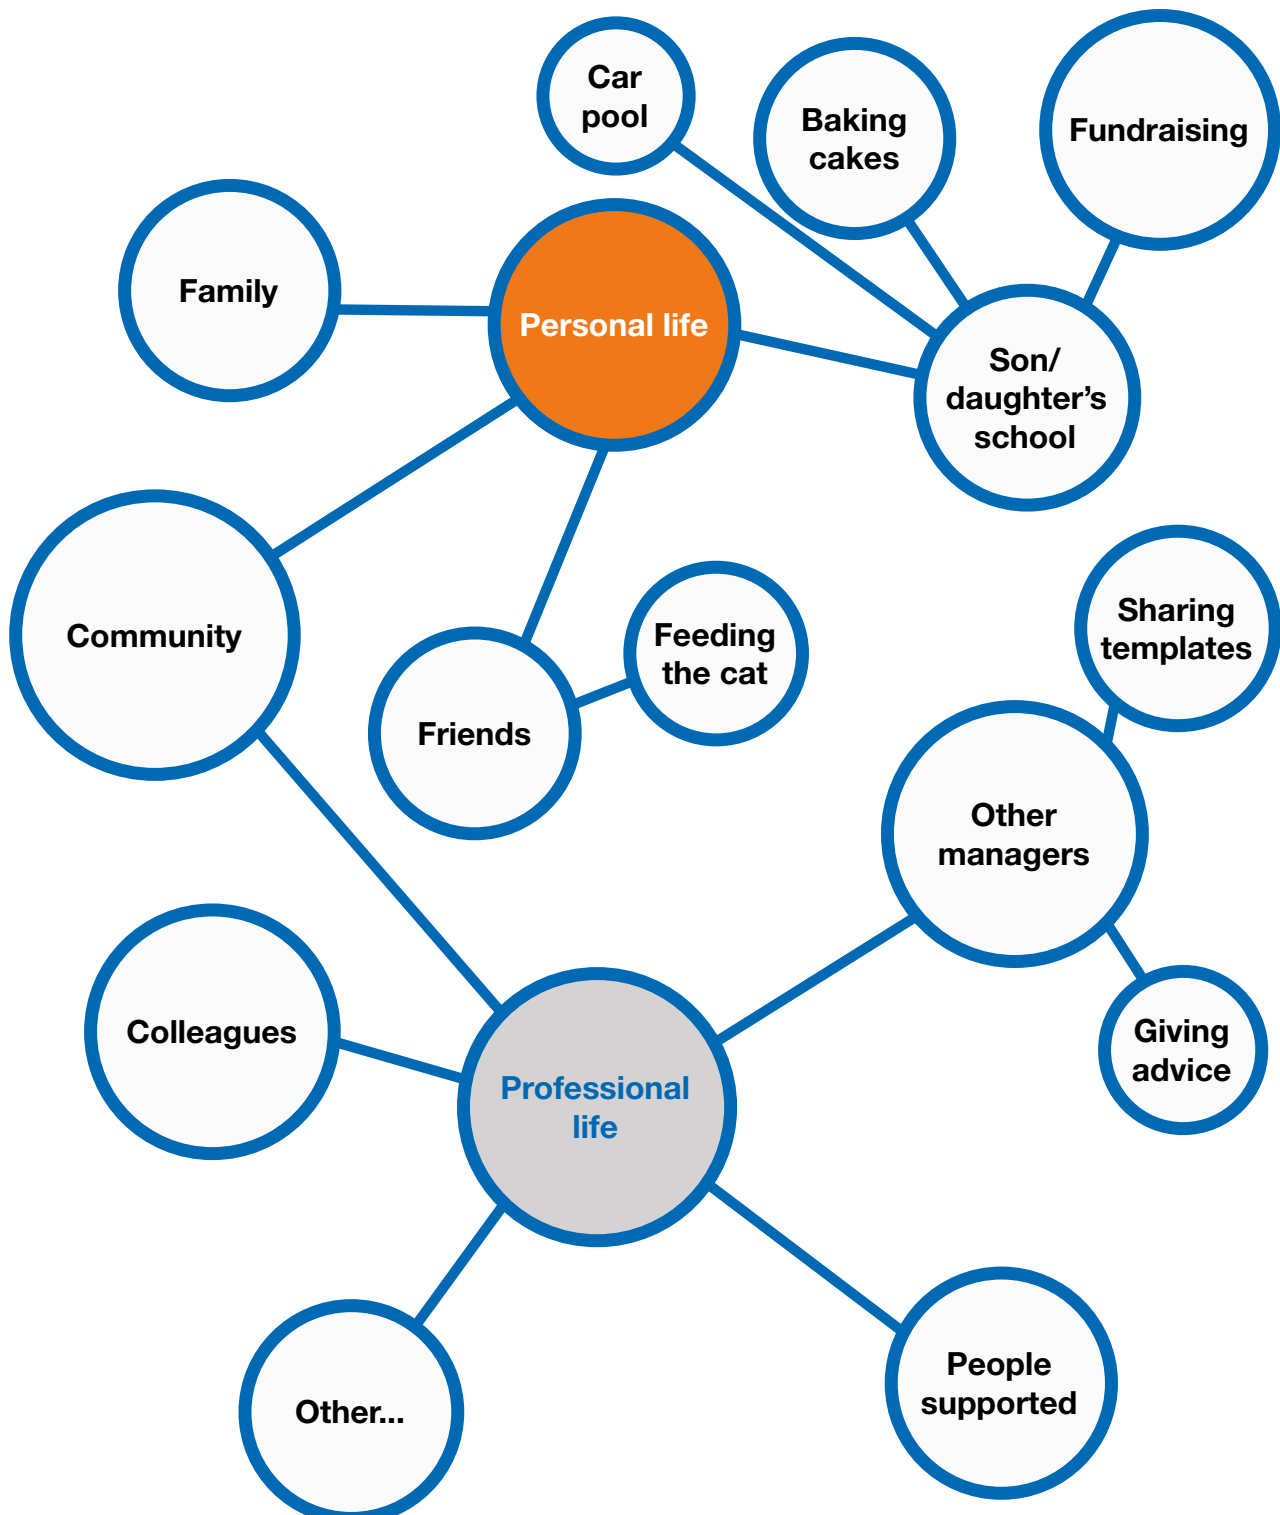 Car
pool
Baking
cakes
Fundraising
Family
Personal life
Son/
daughter’s
school
Community
Friends
Feeding
the cat
Sharing
templates
Other
managers
Colleagues
Professional
life
Giving
advice
Other...
People
supported